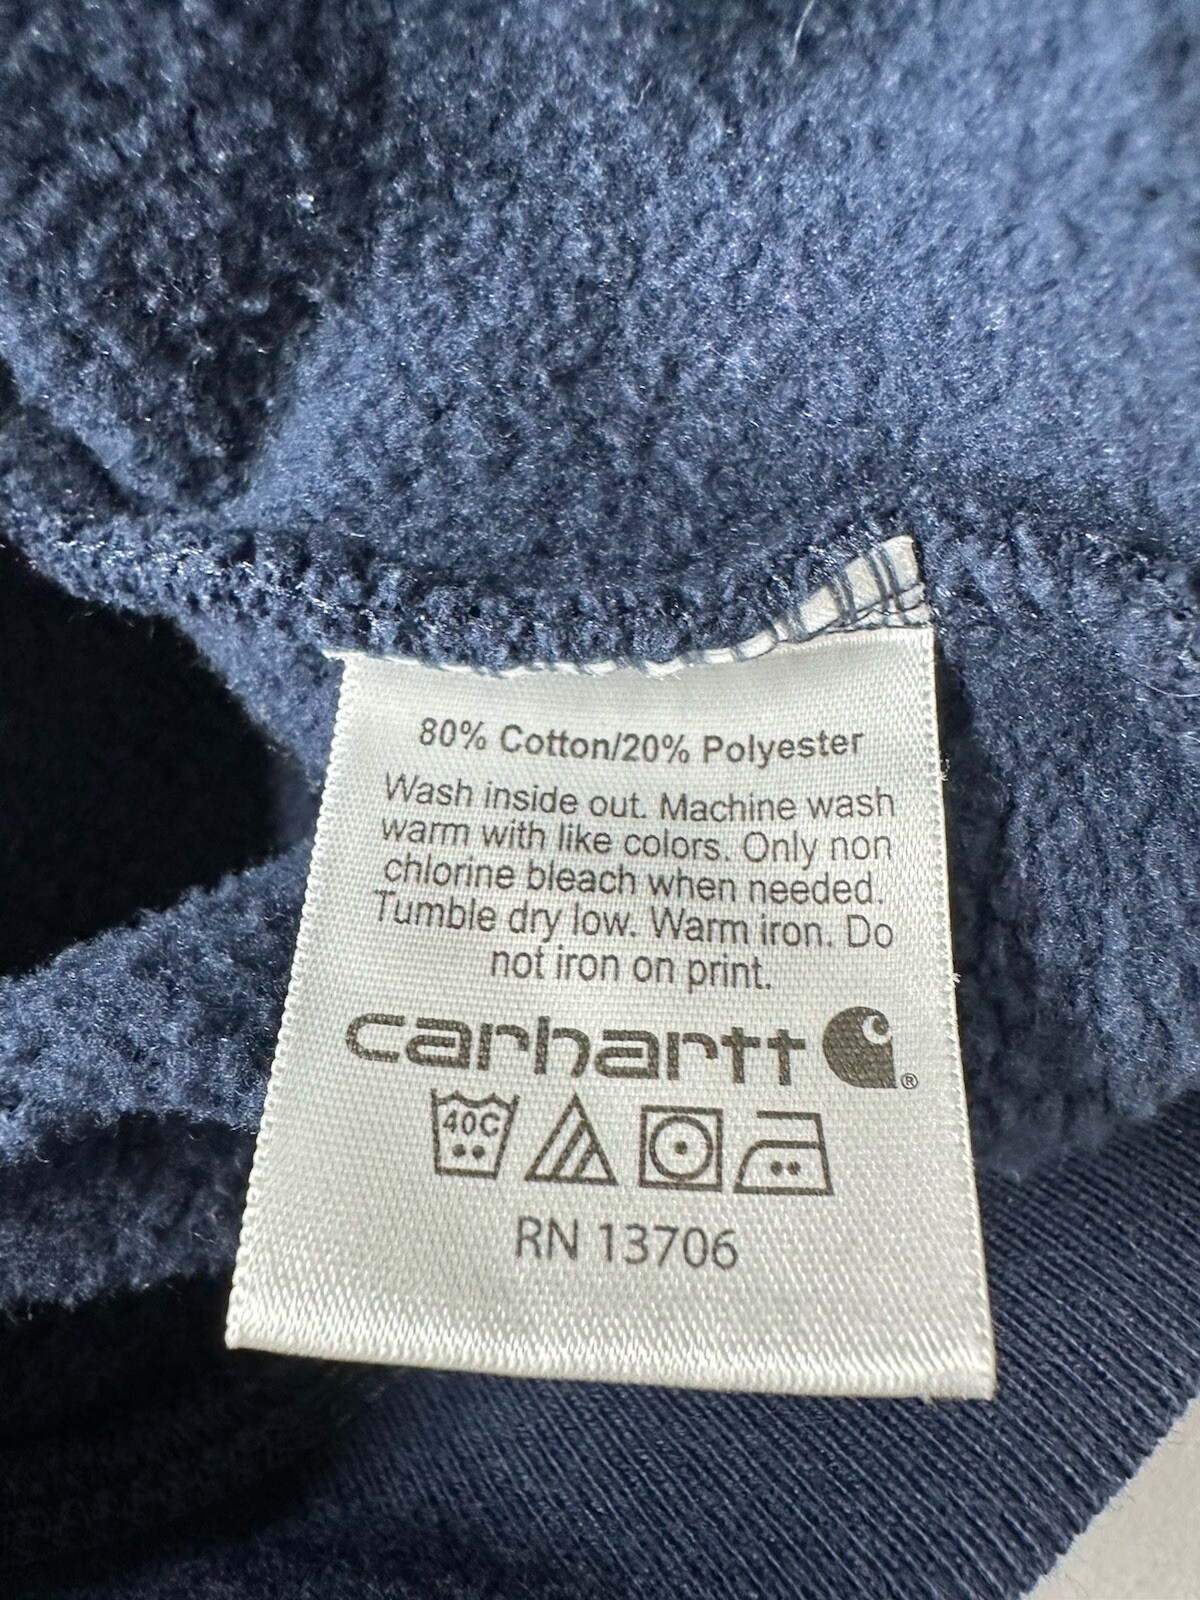 80% Cotton/20% Polyester
Wash inside out. Machine wash
warm with like colors. Only non
chlorine bleach when needed.
Tumble dry low. Warm iron. Do
not iron on print.
carhartt ®
40C
RN 13706